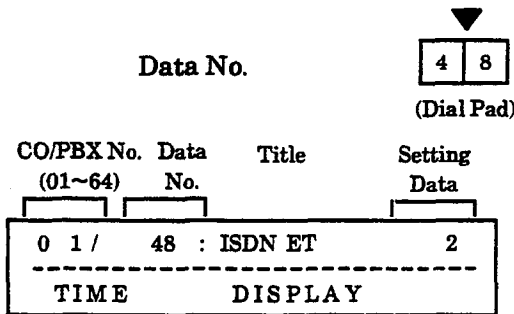 Data No.
4 8
(Dial Pad)
CO/PBX No. Data Title Setting
(01~64) No. Data
0 1 / 48 : ISDN ET 2
TIME DISPLAY